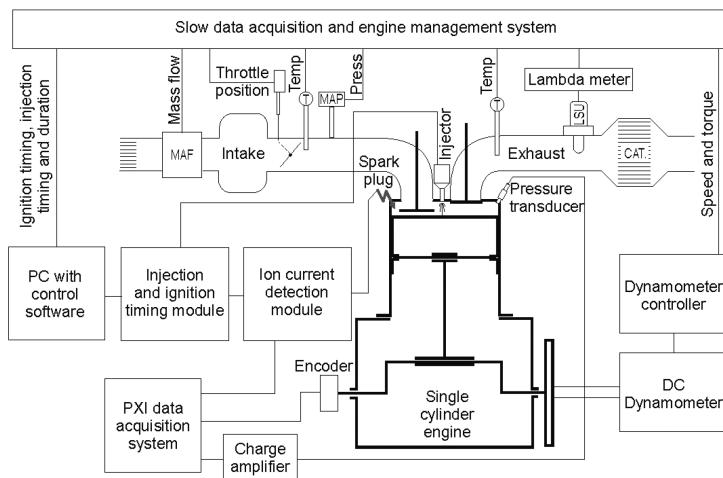 Slow data acquisition and engine management system
Ignition timing, injection
timing and duration
Mass flow
Throttle
position
Temp
T
MAP
Press
Temp
T
Lambda meter
LSU
Speed and torque
MAF
Intake
Injector
Exhaust
CAT.
Spark
plug
Pressure
transducer
PC with
control
software
Injection
and ignition
timing module
Ion current
detection
module
Dynamometer
controller
Encoder
PXI data
acquisition
system
Charge
amplifier
Single
cylinder
engine
DC
Dynamometer